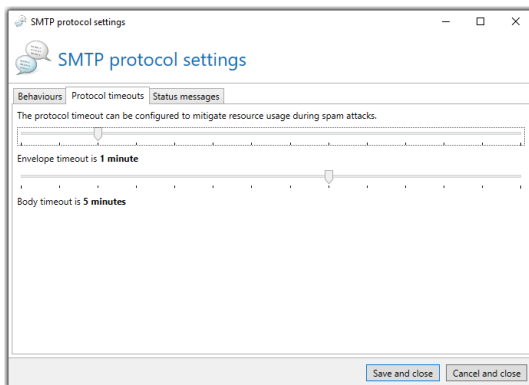 SMTP protocol settings
SMTP protocol settings
Behaviours Protocol timeouts Status messages
The protocol timeout can be configured to mitigate resource usage during spam attacks.
Envelope timeout is 1 minute
Body timeout is 5 minutes
Save and close Cancel and close